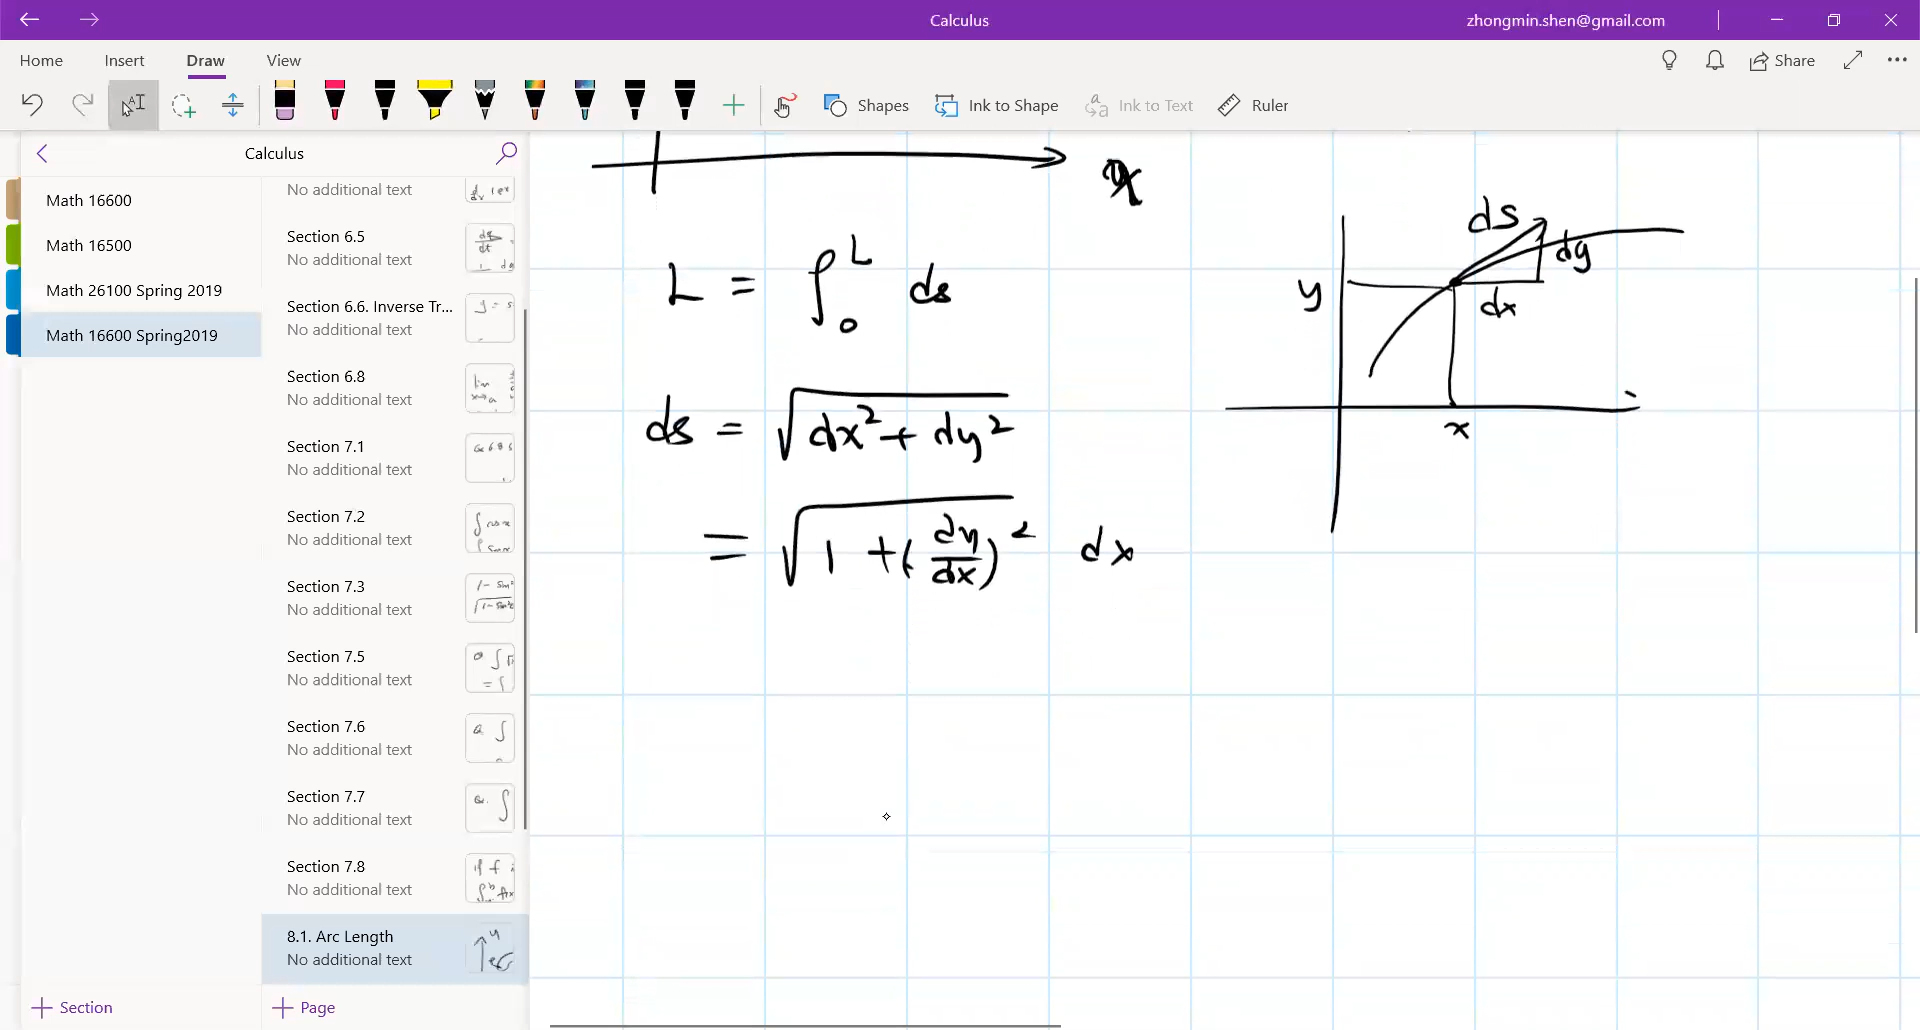 Calculus
zhongmin.shen@gmail.com
Home Insert Draw View
Share
Shapes
Ink to Shape
Ink to Text
Ruler
Calculus
Math 16600
Math 16500
Math 26100 Spring 2019
Math 16600 Spring2019
No additional text
Section 6.5
No additional text
Section 6.6. Inverse Tr...
No additional text
Section 6.8
No additional text
Section 7.1
No additional text
Section 7.2
No additional text
Section 7.3
No additional text
Section 7.5
No additional text
Section 7.6
No additional text
Section 7.7
No additional text
Section 7.8
No additional text
8.1. Arc Length
No additional text
+ Section
+ Page
x
L = ∫₀ᴸ ds
ds = √(dx² + dy²)
= √(1 + (dy/dx)²) dx
ds
dy
y
dx
x